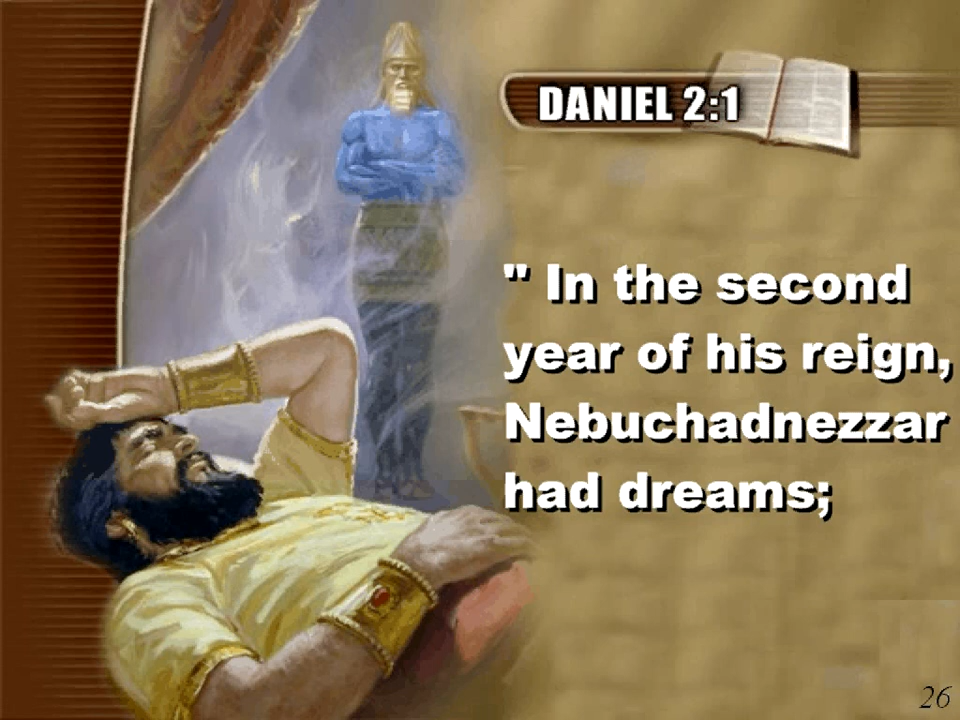 DANIEL 2:1
" In the second
year of his reign,
Nebuchadnezzar
had dreams;
26